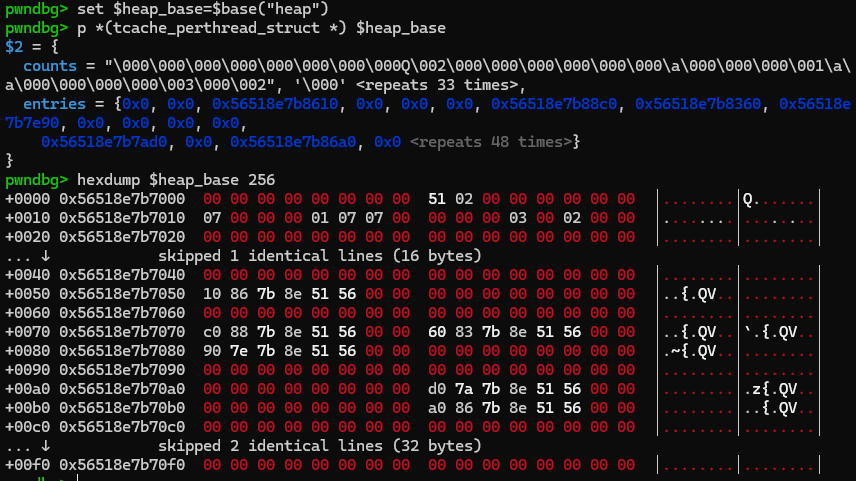 pwndbg> set $heap_base=$base("heap")
pwndbg> p *(tcache_perthread_struct *) $heap_base
$2 = {
  counts = "\000\000\000\000\000\000\000\000Q\002\000\000\000\000\000\000\a\000\000\000\001\a\a\000\000\000\000\003\000\002", '\000' <repeats 33 times>,
  entries = {0x0, 0x0, 0x56518e7b8610, 0x0, 0x0, 0x0, 0x56518e7b88c0, 0x56518e7b8360, 0x56518e
7b7e90, 0x0, 0x0, 0x0, 0x0,
    0x56518e7b7ad0, 0x0, 0x56518e7b86a0, 0x0 <repeats 48 times>}
}
pwndbg> hexdump $heap_base 256
+0000 0x56518e7b7000  00 00 00 00 00 00 00 00  51 02 00 00 00 00 00 00  |........|Q.......|
+0010 0x56518e7b7010  07 00 00 00 01 07 07 00  00 00 00 03 00 02 00 00  |........|........|
+0020 0x56518e7b7020  00 00 00 00 00 00 00 00  00 00 00 00 00 00 00 00  |........|........|
... ↓            skipped 1 identical lines (16 bytes)
+0040 0x56518e7b7040  00 00 00 00 00 00 00 00  00 00 00 00 00 00 00 00  |........|........|
+0050 0x56518e7b7050  10 86 7b 8e 51 56 00 00  00 00 00 00 00 00 00 00  |..{.QV..|........|
+0060 0x56518e7b7060  00 00 00 00 00 00 00 00  00 00 00 00 00 00 00 00  |........|........|
+0070 0x56518e7b7070  c0 88 7b 8e 51 56 00 00  60 83 7b 8e 51 56 00 00  |..{.QV..|`.{.QV..|
+0080 0x56518e7b7080  90 7e 7b 8e 51 56 00 00  00 00 00 00 00 00 00 00  |.~{.QV..|........|
+0090 0x56518e7b7090  00 00 00 00 00 00 00 00  00 00 00 00 00 00 00 00  |........|........|
+00a0 0x56518e7b70a0  00 00 00 00 00 00 00 00  d0 7a 7b 8e 51 56 00 00  |........|.z{.QV..|
+00b0 0x56518e7b70b0  00 00 00 00 00 00 00 00  a0 86 7b 8e 51 56 00 00  |........|..{.QV..|
+00c0 0x56518e7b70c0  00 00 00 00 00 00 00 00  00 00 00 00 00 00 00 00  |........|........|
... ↓            skipped 2 identical lines (32 bytes)
+00f0 0x56518e7b70f0  00 00 00 00 00 00 00 00  00 00 00 00 00 00 00 00  |........|........|